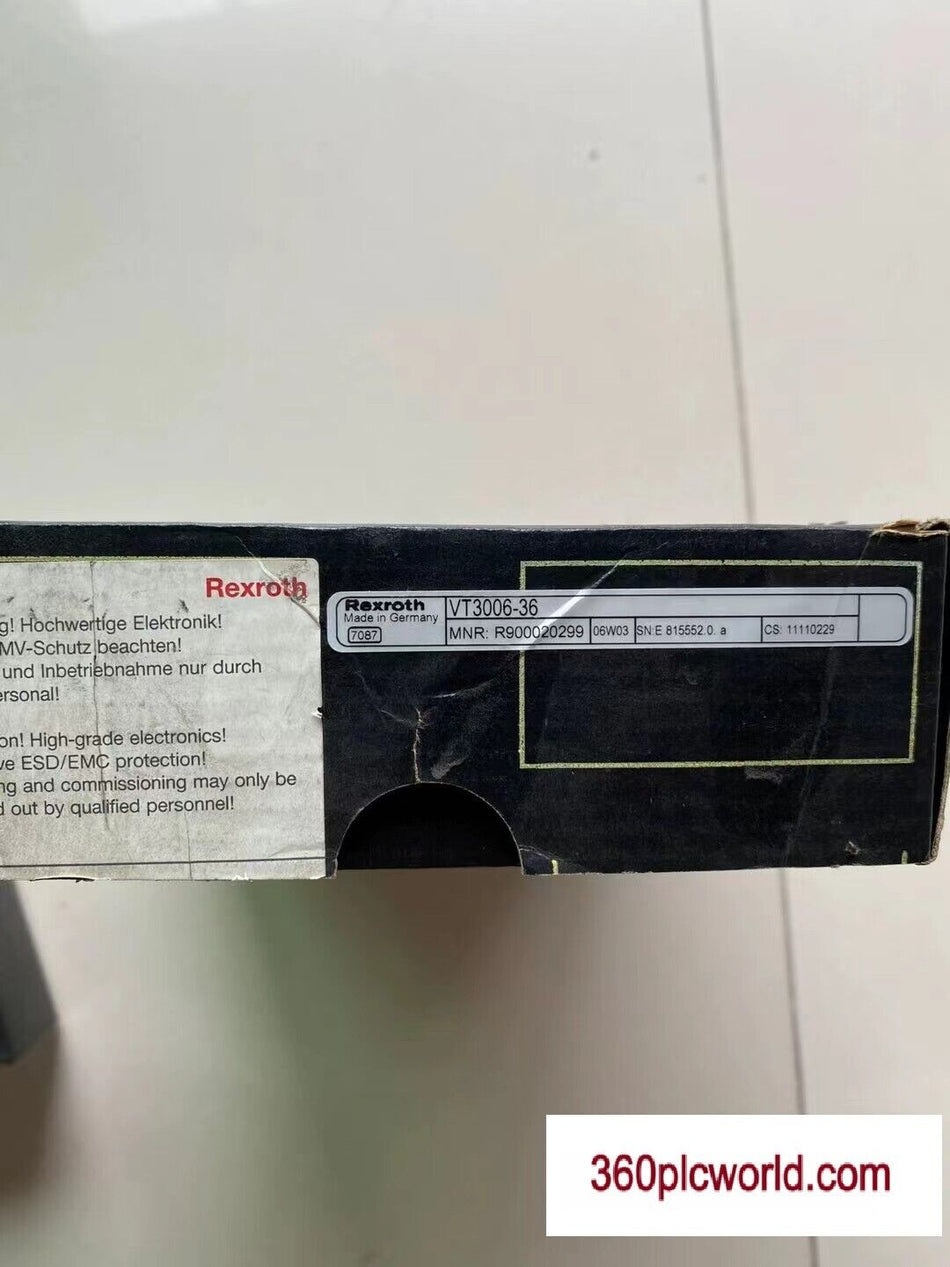 Rexroth
g! Hochwertige Elektronik!
MV-Schutz beachten!
und Inbetriebnahme nur durch
ersonal!
on! High-grade electronics!
ve ESD/EMC protection!
ng and commissioning may only be
d out by qualified personnel!
Rexroth
Made in Germany
7087
VT3006-36
MNR: R900020299 06W03 SN:E 815552.0. a CS: 11110229
360plcworld.com